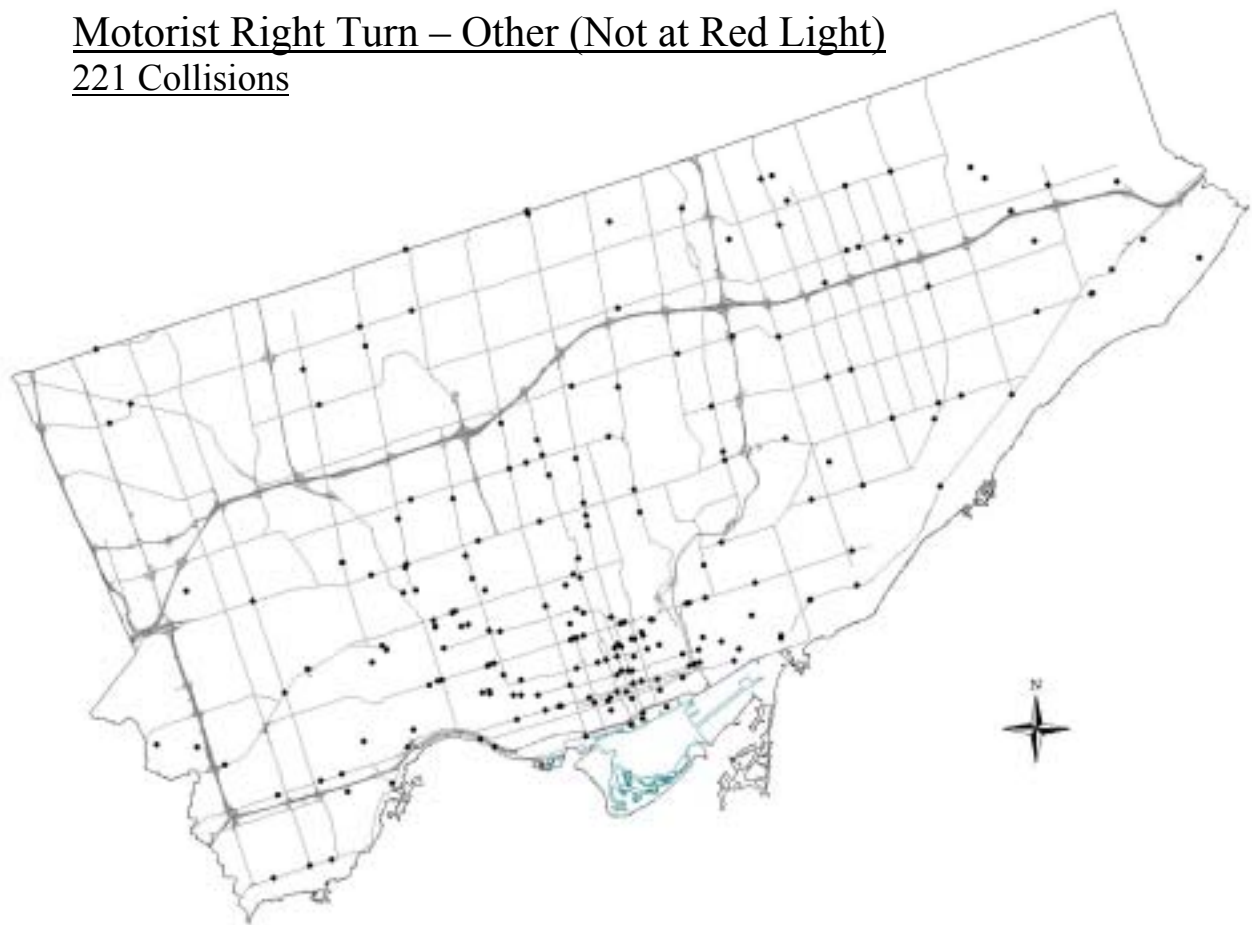 Motorist Right Turn – Other (Not at Red Light)
221 Collisions
N